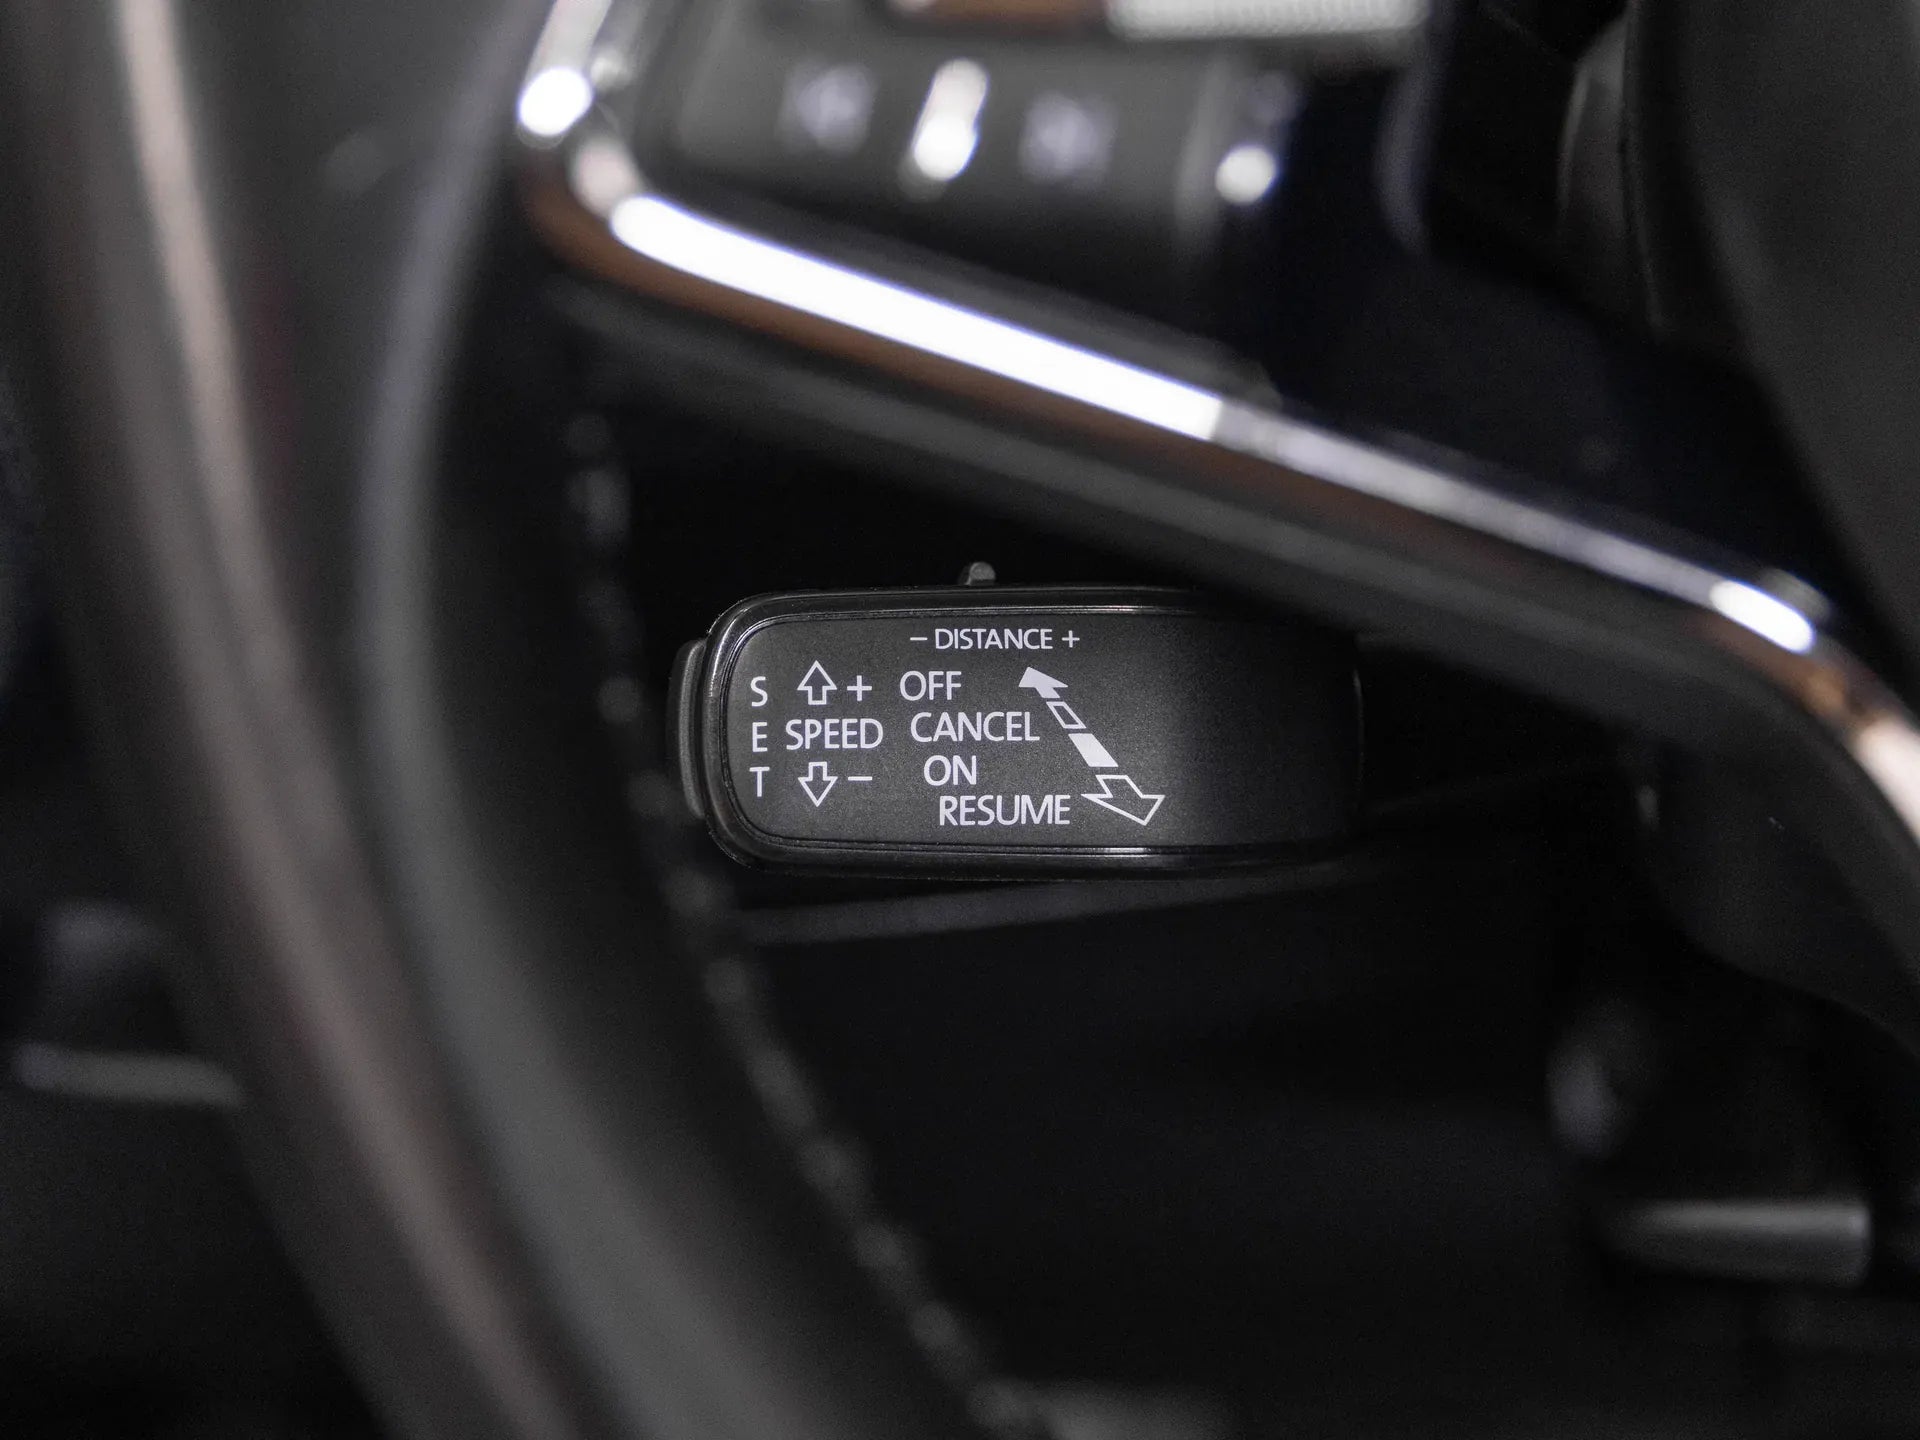 − DISTANCE +
S + OFF
E SPEED CANCEL
T − ON
RESUME